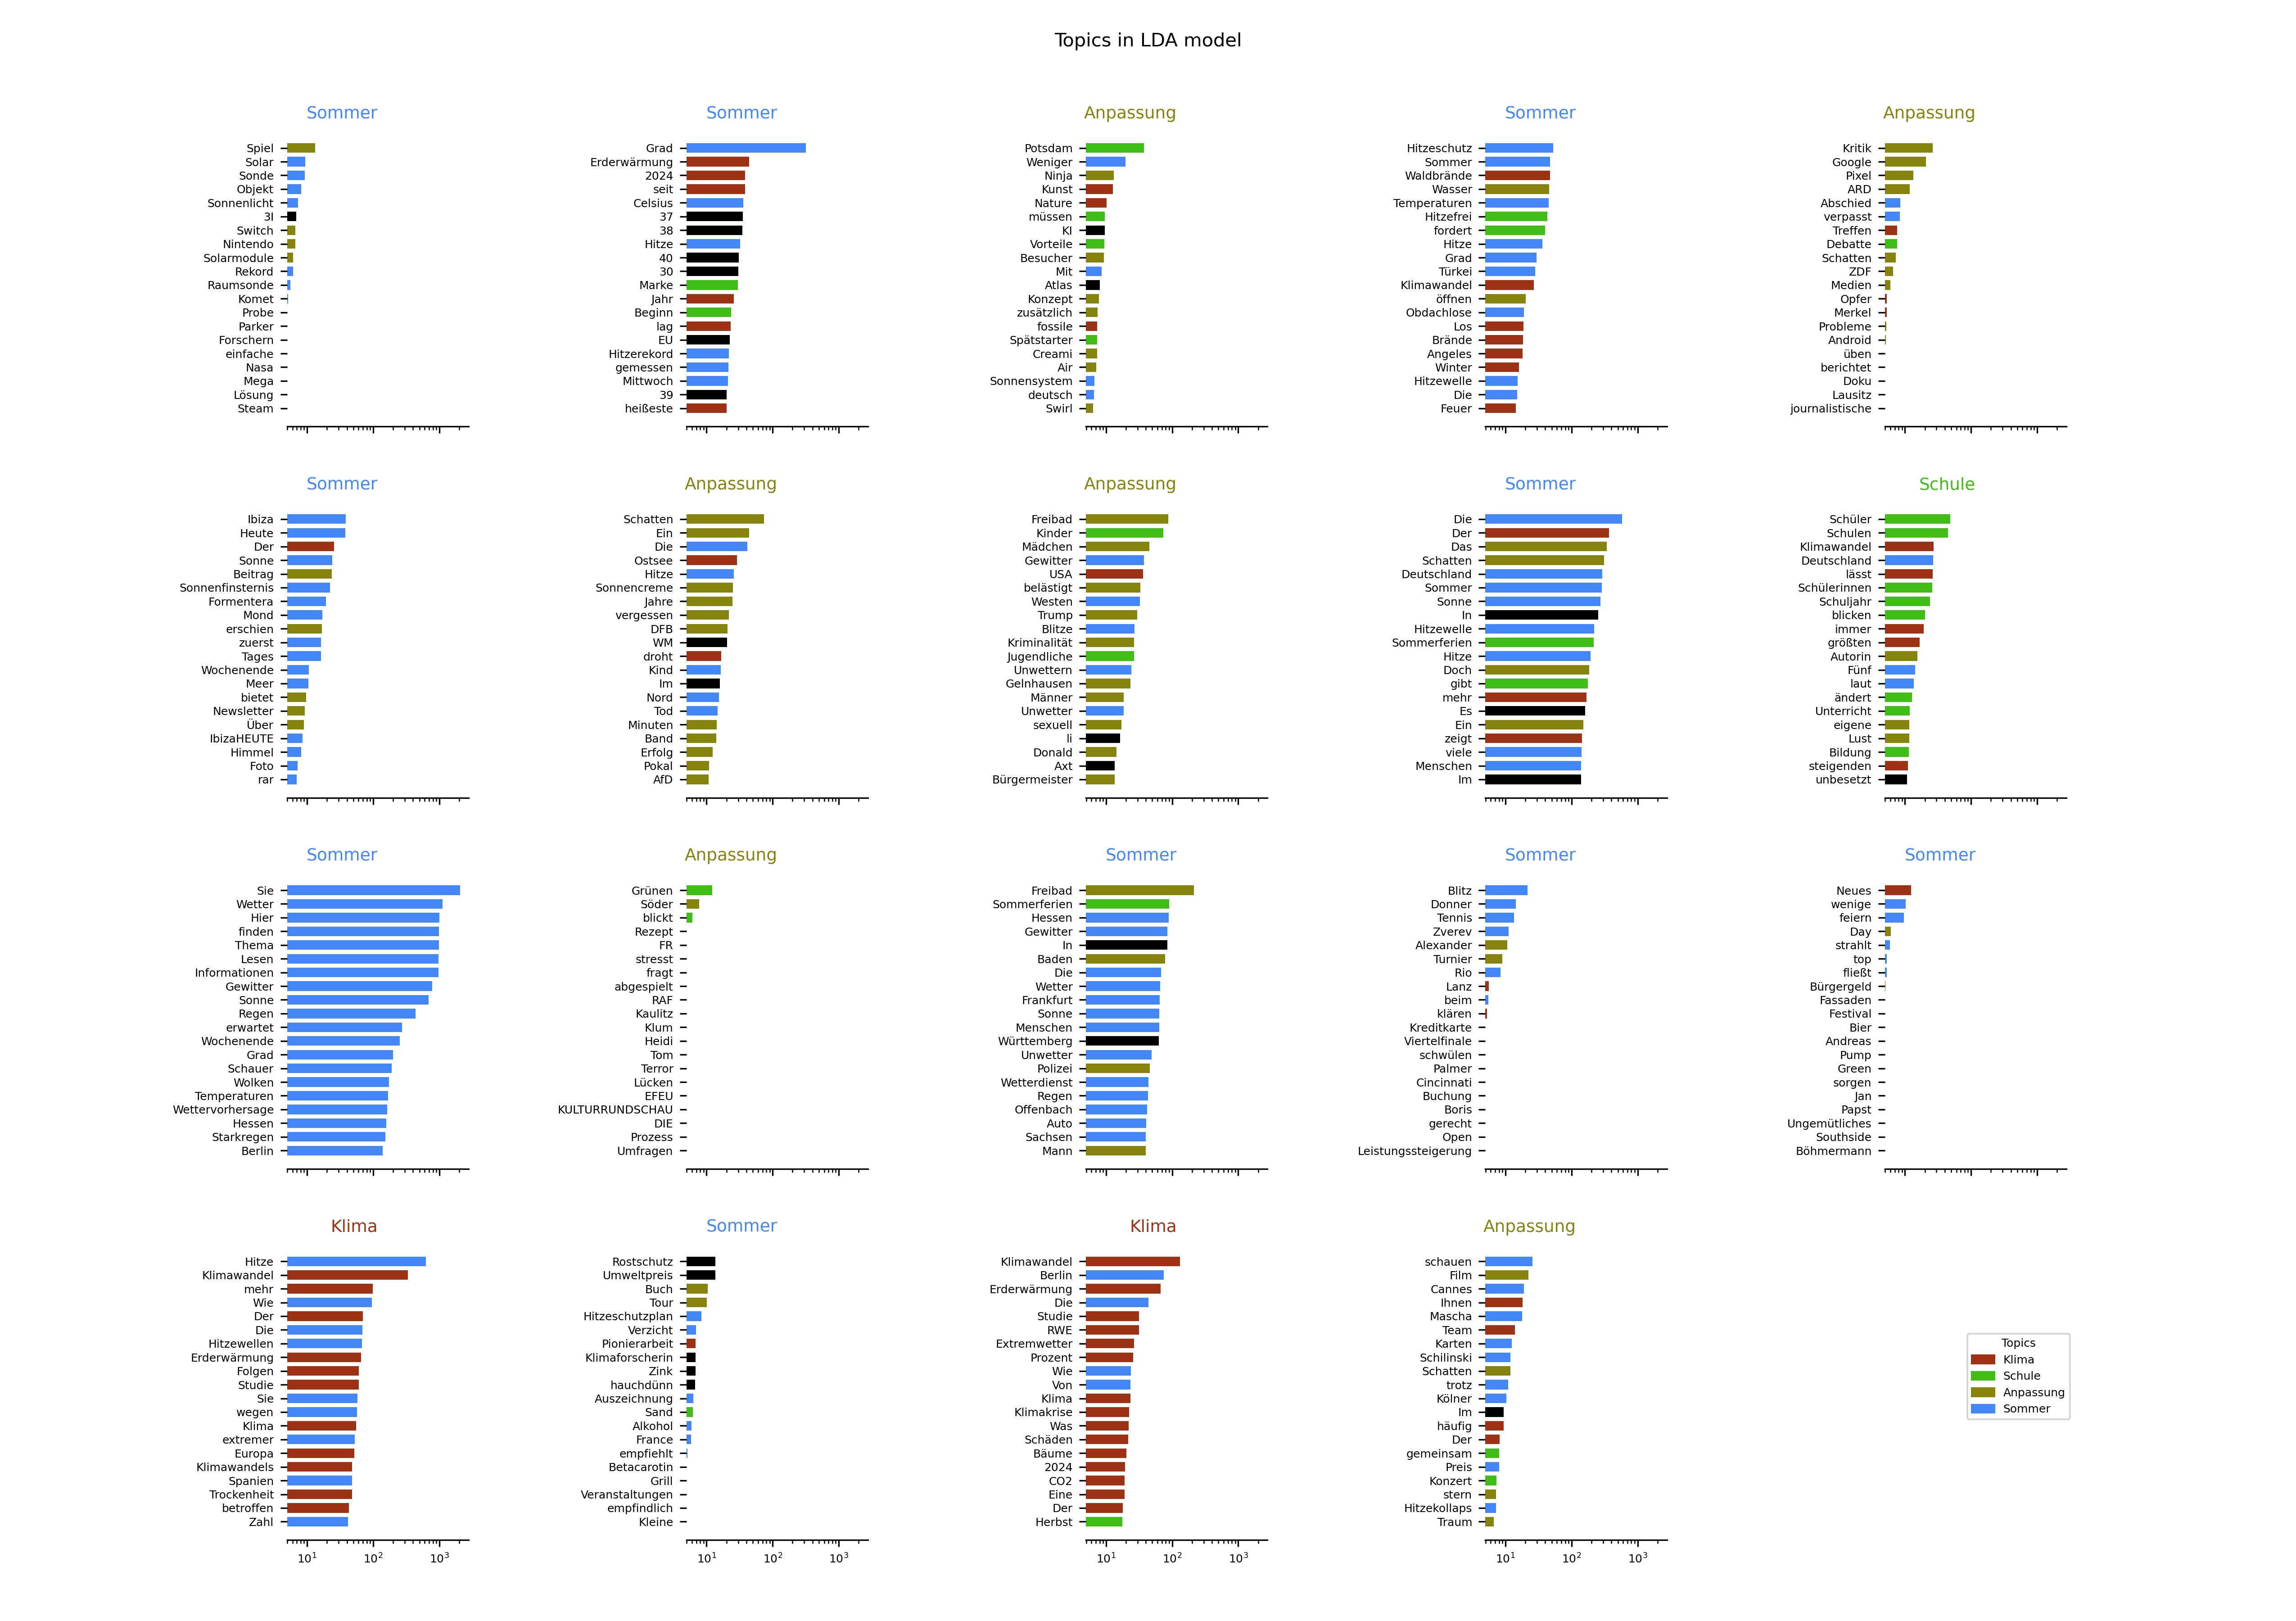 Topics in LDA model
Sommer
Spiel
Solar
Sonde
Objekt
Sonnenlicht
3I
Switch
Nintendo
Solarmodule
Rekord
Raumsonde
Komet
Probe
Parker
Forschern
einfache
Nasa
Mega
Lösung
Steam
Sommer
Grad
Erderwärmung
2024
seit
Celsius
37
38
Hitze
40
30
Marke
Jahr
Beginn
lag
EU
Hitzerekord
gemessen
Mittwoch
39
heißeste
Anpassung
Potsdam
Weniger
Ninja
Kunst
Nature
müssen
KI
Vorteile
Besucher
Mit
Atlas
Konzept
zusätzlich
fossile
Spätstarter
Creami
Air
Sonnensystem
deutsch
Swirl
Sommer
Hitzeschutz
Sommer
Waldbrände
Wasser
Temperaturen
Hitzefrei
fordert
Hitze
Grad
Türkei
Klimawandel
öffnen
Obdachlose
Los
Brände
Angeles
Winter
Hitzewelle
Die
Feuer
Anpassung
Kritik
Google
Pixel
ARD
Abschied
verpasst
Treffen
Debatte
Schatten
ZDF
Medien
Opfer
Merkel
Probleme
Android
üben
berichtet
Doku
Lausitz
journalistische
Sommer
Ibiza
Heute
Der
Sonne
Beitrag
Sonnenfinsternis
Formentera
Mond
erschien
zuerst
Tages
Wochenende
Meer
bietet
Newsletter
Über
IbizaHEUTE
Himmel
Foto
rar
Anpassung
Schatten
Ein
Die
Ostsee
Hitze
Sonnencreme
Jahre
vergessen
DFB
WM
droht
Kind
Im
Nord
Tod
Minuten
Band
Erfolg
Pokal
AfD
Anpassung
Freibad
Kinder
Mädchen
Gewitter
USA
belästigt
Westen
Trump
Blitze
Kriminalität
Jugendliche
Unwettern
Gelnhausen
Männer
Unwetter
sexuell
li
Donald
Axt
Bürgermeister
Sommer
Die
Der
Das
Schatten
Deutschland
Sommer
Sonne
In
Hitzewelle
Sommerferien
Hitze
Doch
gibt
mehr
Es
Ein
zeigt
viele
Menschen
Im
Schule
Schüler
Schulen
Klimawandel
Deutschland
lässt
Schülerinnen
Schuljahr
blicken
immer
größten
Autorin
Fünf
laut
ändert
Unterricht
eigene
Lust
Bildung
steigenden
unbesetzt
Sommer
Sie
Wetter
Hier
finden
Thema
Lesen
Informationen
Gewitter
Sonne
Regen
erwartet
Wochenende
Grad
Schauer
Wolken
Temperaturen
Wettervorhersage
Hessen
Starkregen
Berlin
Anpassung
Grünen
Söder
blickt
Rezept
FR
stresst
fragt
abgespielt
RAF
Kaulitz
Klum
Heidi
Tom
Terror
Lücken
EFEU
KULTURRUNDSCHAU
DIE
Prozess
Umfragen
Sommer
Freibad
Sommerferien
Hessen
Gewitter
In
Baden
Die
Wetter
Frankfurt
Sonne
Menschen
Württemberg
Unwetter
Polizei
Wetterdienst
Regen
Offenbach
Auto
Sachsen
Mann
Sommer
Blitz
Donner
Tennis
Zverev
Alexander
Turnier
Rio
Lanz
beim
klären
Kreditkarte
Viertelfinale
schwülen
Palmer
Cincinnati
Buchung
Boris
gerecht
Open
Leistungssteigerung
Sommer
Neues
wenige
feiern
Day
strahlt
top
fließt
Bürgergeld
Fassaden
Festival
Bier
Andreas
Pump
Green
sorgen
Jan
Papst
Ungemütliches
Southside
Böhmermann
Klima
Hitze
Klimawandel
mehr
Wie
Der
Die
Hitzewellen
Erderwärmung
Folgen
Studie
Sie
wegen
Klima
extremer
Europa
Klimawandels
Spanien
Trockenheit
betroffen
Zahl
10¹ 10² 10³
Sommer
Rostschutz
Umweltpreis
Buch
Tour
Hitzeschutzplan
Verzicht
Pionierarbeit
Klimaforscherin
Zink
hauchdünn
Auszeichnung
Sand
Alkohol
France
empfiehlt
Betacarotin
Grill
Veranstaltungen
empfindlich
Kleine
10¹ 10² 10³
Klima
Klimawandel
Berlin
Erderwärmung
Die
Studie
RWE
Extremwetter
Prozent
Wie
Von
Klima
Klimakrise
Was
Schäden
Bäume
2024
CO2
Eine
Der
Herbst
10¹ 10² 10³
Anpassung
schauen
Film
Cannes
Ihnen
Mascha
Team
Karten
Schilinski
Schatten
trotz
Kölner
Im
häufig
Der
gemeinsam
Preis
Konzert
stern
Hitzekollaps
Traum
10¹ 10² 10³
Topics
Klima
Schule
Anpassung
Sommer